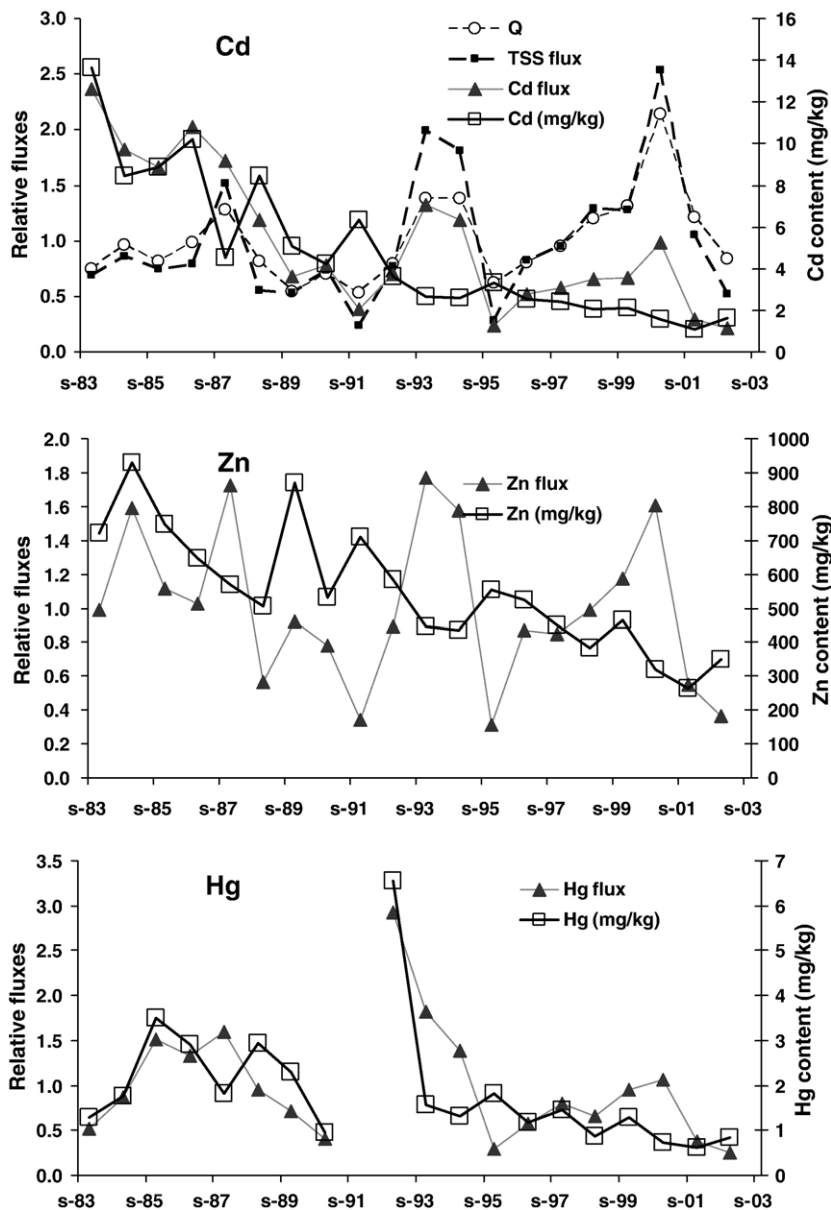 Cd
Relative fluxes
3.0
2.5
2.0
1.5
1.0
0.5
0.0
Q
TSS flux
Cd flux
Cd (mg/kg)
16
14
12
10
8
6
4
2
0
Cd content (mg/kg)
s-83 s-85 s-87 s-89 s-91 s-93 s-95 s-97 s-99 s-01 s-03
Zn
Relative fluxes
2.0
1.8
1.6
1.4
1.2
1.0
0.8
0.6
0.4
0.2
0.0
Zn flux
Zn (mg/kg)
1000
900
800
700
600
500
400
300
200
100
0
Zn content (mg/kg)
s-83 s-85 s-87 s-89 s-91 s-93 s-95 s-97 s-99 s-01 s-03
Hg
Relative fluxes
3.5
3.0
2.5
2.0
1.5
1.0
0.5
0.0
Hg flux
Hg (mg/kg)
7
6
5
4
3
2
1
0
Hg content (mg/kg)
s-83 s-85 s-87 s-89 s-91 s-93 s-95 s-97 s-99 s-01 s-03